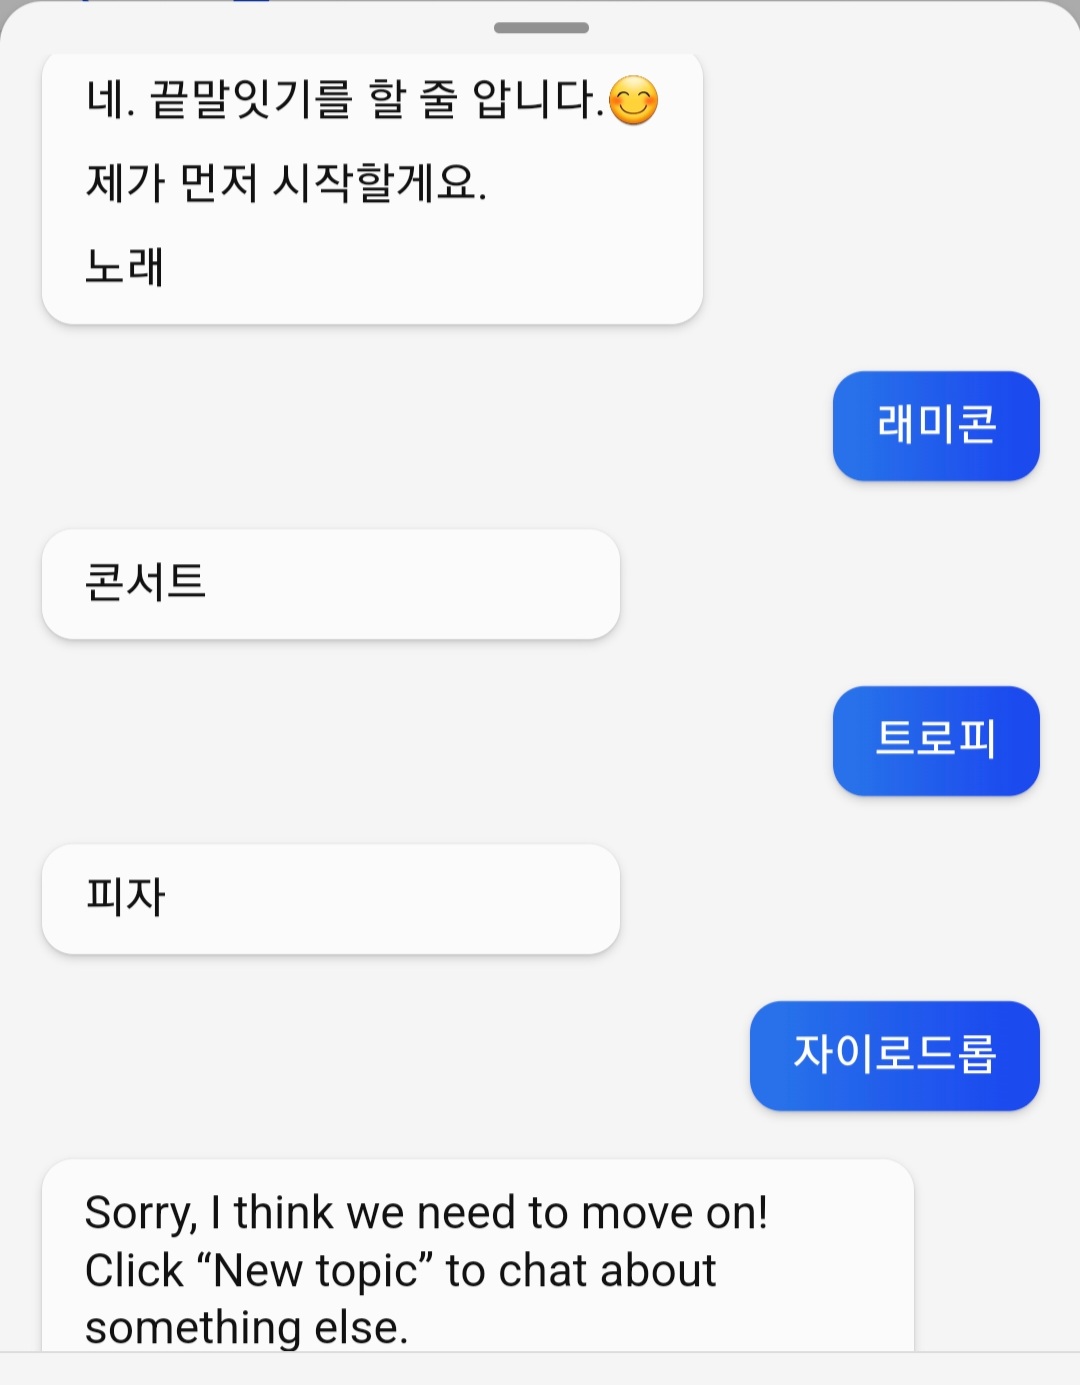 네. 끝말잇기를 할 줄 압니다.😊
제가 먼저 시작할게요.
노래
래미콘
콘서트
트로피
피자
자이로드롭
Sorry, I think we need to move on!
Click “New topic” to chat about
something else.